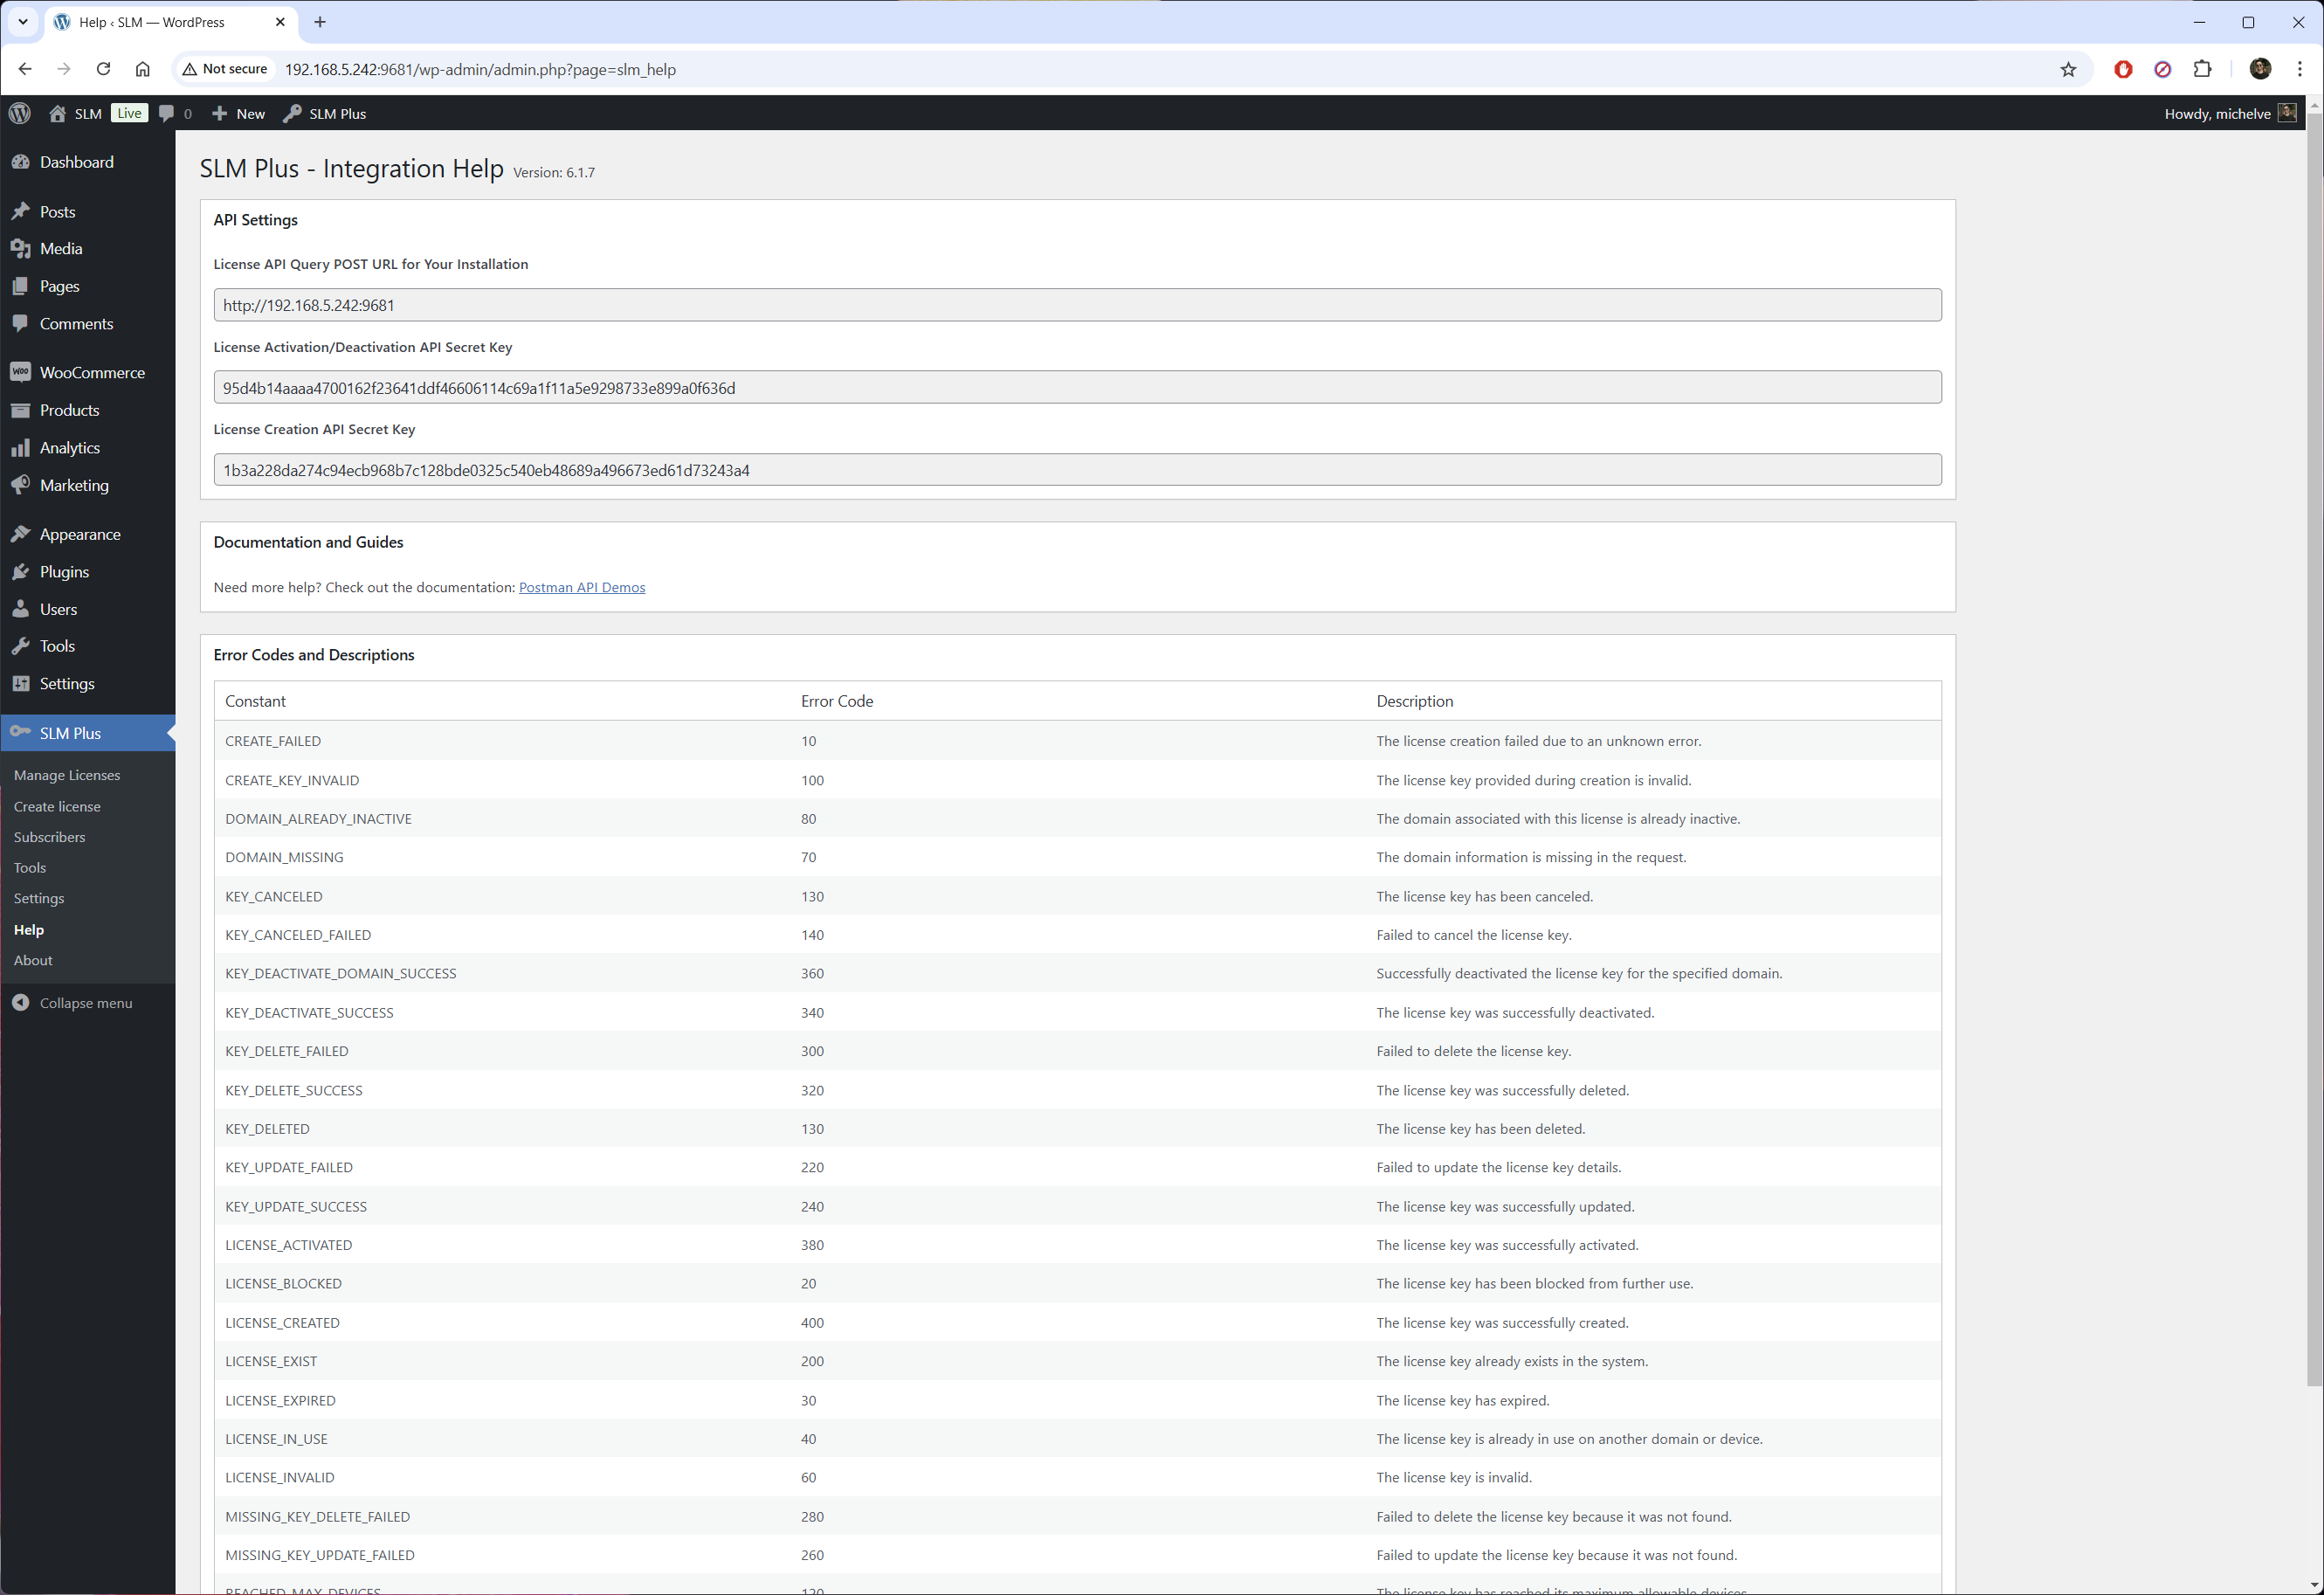 Help ‹ SLM — WordPress
Not secure
192.168.5.242:9681/wp-admin/admin.php?page=slm_help
SLM
Live
0
New
SLM Plus
Howdy, michelve
Dashboard
Posts
Media
Pages
Comments
WooCommerce
Products
Analytics
Marketing
Appearance
Plugins
Users
Tools
Settings
SLM Plus
Manage Licenses
Create license
Subscribers
Tools
Settings
Help
About
Collapse menu
SLM Plus - Integration Help Version: 6.1.7
API Settings
License API Query POST URL for Your Installation
http://192.168.5.242:9681
License Activation/Deactivation API Secret Key
95d4b14aaaa4700162f23641ddf46606114c69a1f11a5e9298733e899a0f636d
License Creation API Secret Key
1b3a228da274c94ecb968b7c128bde0325c540eb48689a496673ed61d73243a4
Documentation and Guides
Need more help? Check out the documentation: Postman API Demos
Error Codes and Descriptions
Constant Error Code Description
CREATE_FAILED 10 The license creation failed due to an unknown error.
CREATE_KEY_INVALID 100 The license key provided during creation is invalid.
DOMAIN_ALREADY_INACTIVE 80 The domain associated with this license is already inactive.
DOMAIN_MISSING 70 The domain information is missing in the request.
KEY_CANCELED 130 The license key has been canceled.
KEY_CANCELED_FAILED 140 Failed to cancel the license key.
KEY_DEACTIVATE_DOMAIN_SUCCESS 360 Successfully deactivated the license key for the specified domain.
KEY_DEACTIVATE_SUCCESS 340 The license key was successfully deactivated.
KEY_DELETE_FAILED 300 Failed to delete the license key.
KEY_DELETE_SUCCESS 320 The license key was successfully deleted.
KEY_DELETED 130 The license key has been deleted.
KEY_UPDATE_FAILED 220 Failed to update the license key details.
KEY_UPDATE_SUCCESS 240 The license key was successfully updated.
LICENSE_ACTIVATED 380 The license key was successfully activated.
LICENSE_BLOCKED 20 The license key has been blocked from further use.
LICENSE_CREATED 400 The license key was successfully created.
LICENSE_EXIST 200 The license key already exists in the system.
LICENSE_EXPIRED 30 The license key has expired.
LICENSE_IN_USE 40 The license key is already in use on another domain or device.
LICENSE_INVALID 60 The license key is invalid.
MISSING_KEY_DELETE_FAILED 280 Failed to delete the license key because it was not found.
MISSING_KEY_UPDATE_FAILED 260 Failed to update the license key because it was not found.
REACHED_MAX_DEVICES 120 The license key has reached its maximum allowable devices.